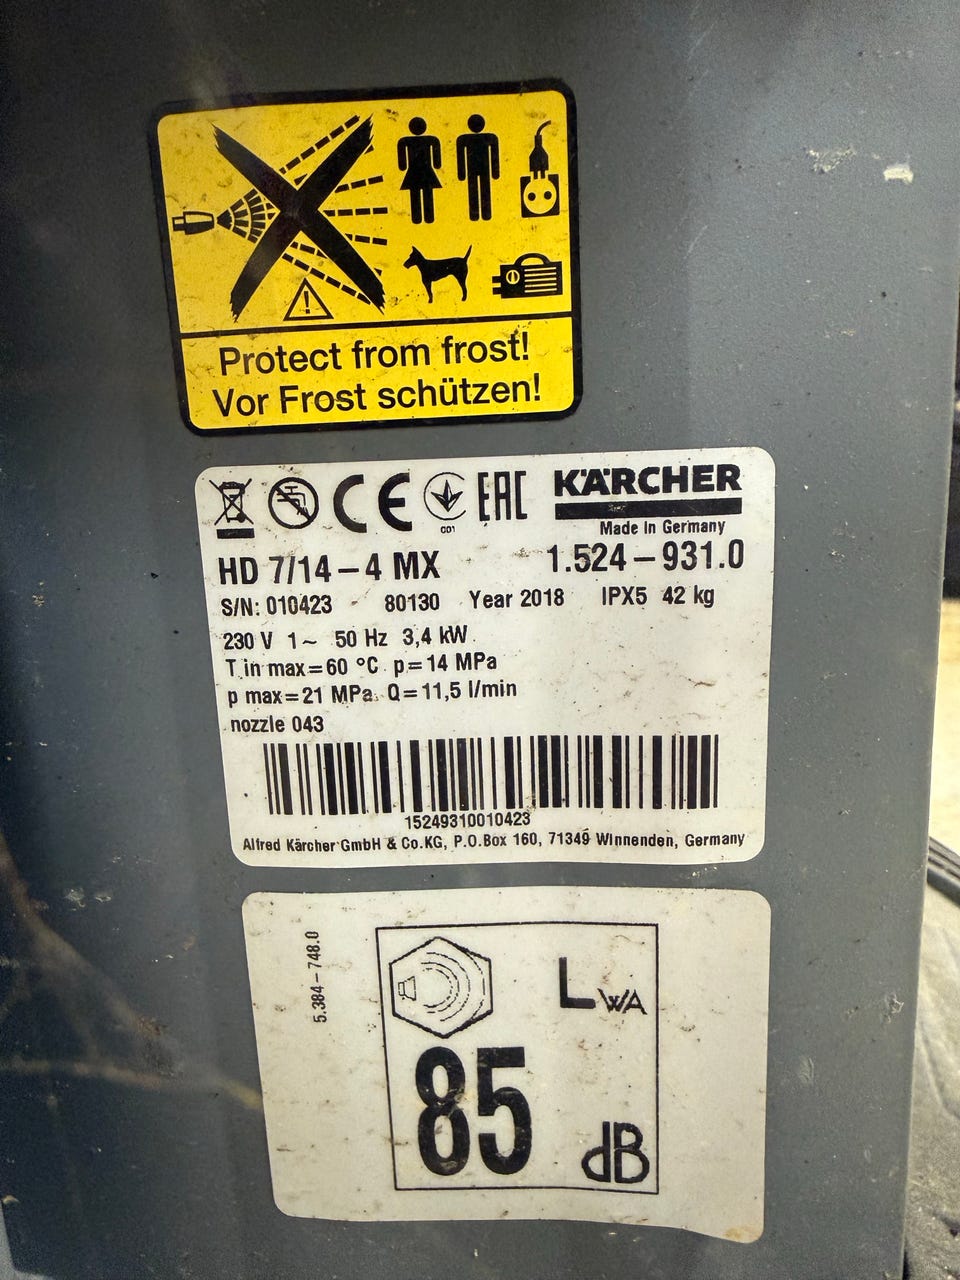 Protect from frost!
Vor Frost schützen!
CE 001 EAC KÄRCHER
Made in Germany
HD 7/14-4 MX 1.524-931.0
S/N: 010423 80130 Year 2018 IPX5 42 kg
230 V 1~ 50 Hz 3,4 kW
T in max=60 °C p=14 MPa
p max=21 MPa Q=11,5 l/min
nozzle 043
15249310010423
Alfred Kärcher GmbH & Co.KG, P.O.Box 160, 71349 Winnenden, Germany
5.384-748.0
LWA
85
dB